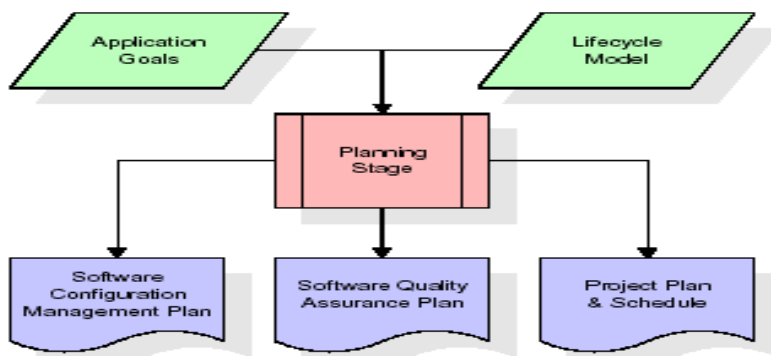 Application
Goals
Lifecycle
Model
Planning
Stage
Software
Configuration
Management Plan
Software Quality
Assurance Plan
Project Plan
& Schedule